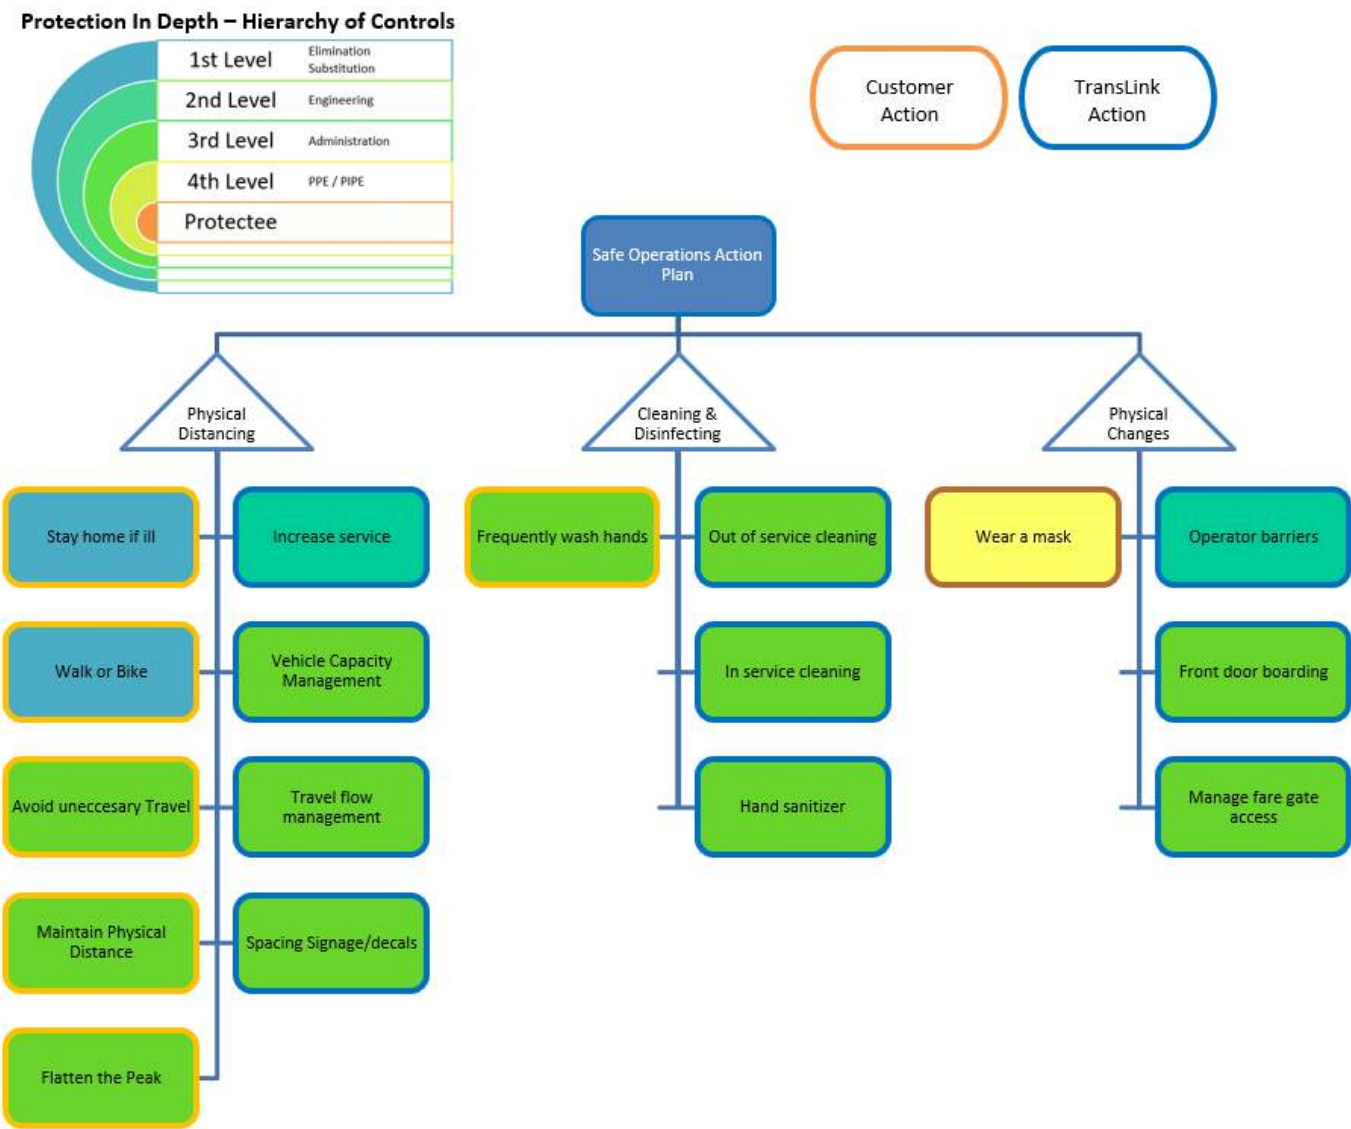 Protection In Depth – Hierarchy of Controls
1st Level
Elimination
Substitution
2nd Level
Engineering
3rd Level
Administration
4th Level
PPE / PIPE
Protectee
Customer
Action
TransLink
Action
Safe Operations Action
Plan
Physical
Distancing
Cleaning &
Disinfecting
Physical
Changes
Stay home if ill
Increase service
Frequently wash hands
Out of service cleaning
Wear a mask
Operator barriers
Walk or Bike
Vehicle Capacity
Management
In service cleaning
Front door boarding
Avoid uneccesary Travel
Travel flow
management
Hand sanitizer
Manage fare gate
access
Maintain Physical
Distance
Spacing Signage/decals
Flatten the Peak